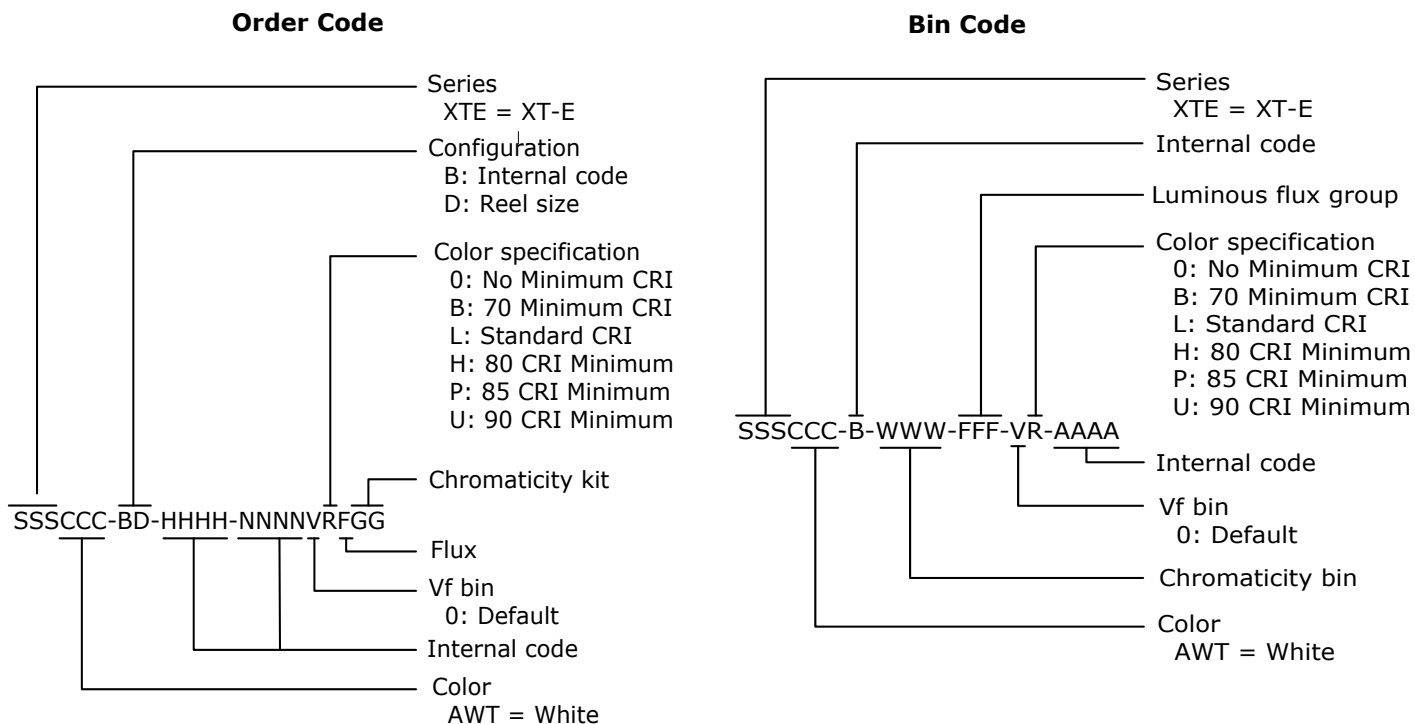 Order Code
Series
XTE = XT-E
Configuration
B: Internal code
D: Reel size
Color specification
0: No Minimum CRI
B: 70 Minimum CRI
L: Standard CRI
H: 80 CRI Minimum
P: 85 CRI Minimum
U: 90 CRI Minimum
Chromaticity kit
SSSCCC-BD-HHHH-NNNNVRFGG
Flux
Vf bin
0: Default
Internal code
Color
AWT = White
Bin Code
Series
XTE = XT-E
Internal code
Luminous flux group
Color specification
0: No Minimum CRI
B: 70 Minimum CRI
L: Standard CRI
H: 80 CRI Minimum
P: 85 CRI Minimum
U: 90 CRI Minimum
SSSCCC-B-WWW-FFF-VR-AAAA
Internal code
Vf bin
0: Default
Chromaticity bin
Color
AWT = White